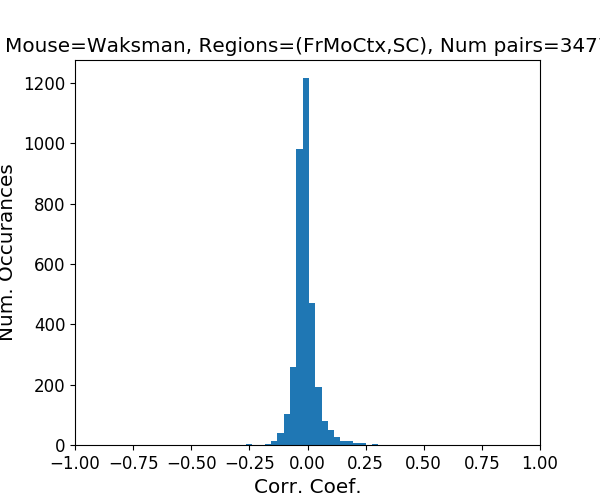 Mouse=Waksman, Regions=(FrMoCtx,SC), Num pairs=347
Num. Occurances
1200
1000
800
600
400
200
0
−1.00 −0.75 −0.50 −0.25 0.00 0.25 0.50 0.75 1.00
Corr. Coef.